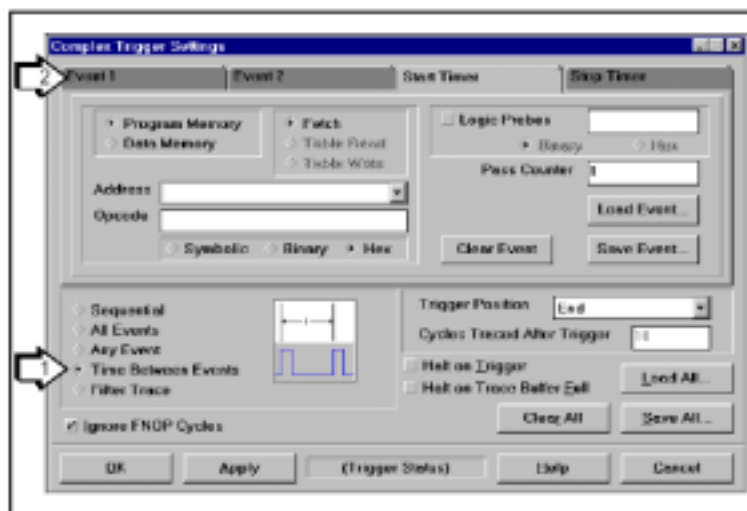 Complex Trigger Settings
2
Event 1
Event 2
Start Timer
Stop Timer
Program Memory
Data Memory
Fetch
Table Read
Table Write
Logic Probes
Binary
Hex
Pass Counter
1
Address
Opcode
Symbolic
Binary
Hex
Load Event...
Clear Event
Save Event...
Sequential
All Events
Any Event
1
Time Between Events
Filter Trace
Ignore FNOP Cycles
Trigger Position
End
Cycles Traced After Trigger
Halt on Trigger
Halt on Trace Buffer Full
Load All...
Clear All
Save All...
OK
Apply
(Trigger Status)
Help
Cancel